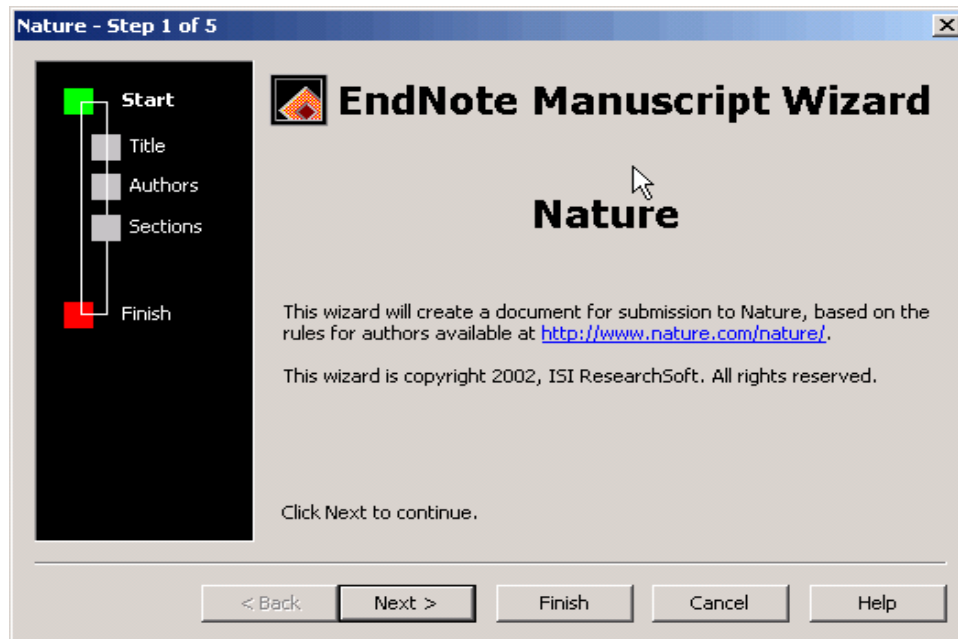 Nature - Step 1 of 5
Start
Title
Authors
Sections
Finish
EndNote Manuscript Wizard
Nature
This wizard will create a document for submission to Nature, based on the
rules for authors available at http://www.nature.com/nature/.
This wizard is copyright 2002, ISI ResearchSoft. All rights reserved.
Click Next to continue.
< Back Next > Finish Cancel Help